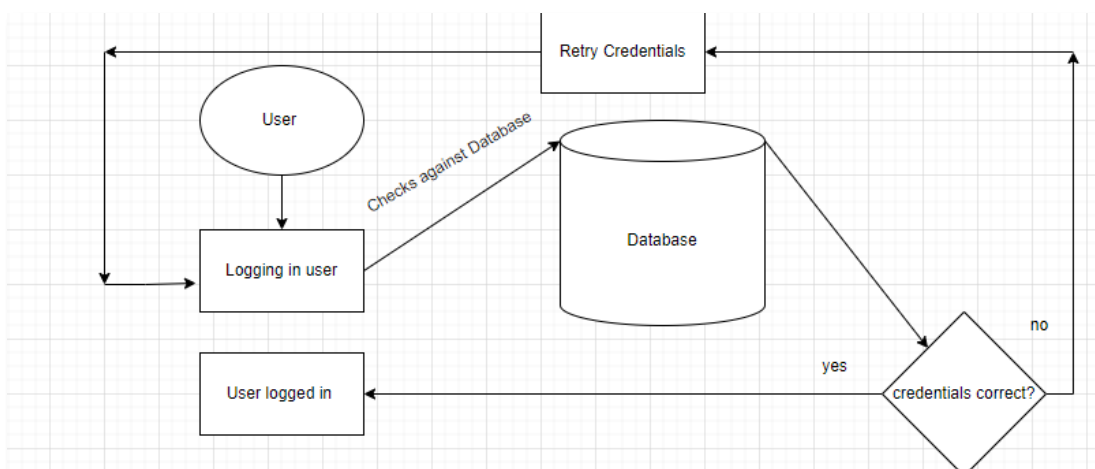 Retry Credentials
User
Checks against Database
Database
Logging in user
no
yes
User logged in
credentials correct?